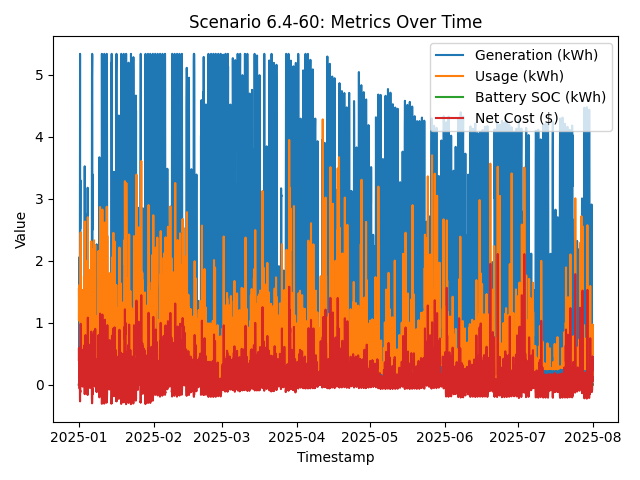 Scenario 6.4-60: Metrics Over Time
Generation (kWh)
Usage (kWh)
Battery SOC (kWh)
Net Cost ($)
Value
5
4
3
2
1
0
2025-01 2025-02 2025-03 2025-04 2025-05 2025-06 2025-07 2025-08
Timestamp